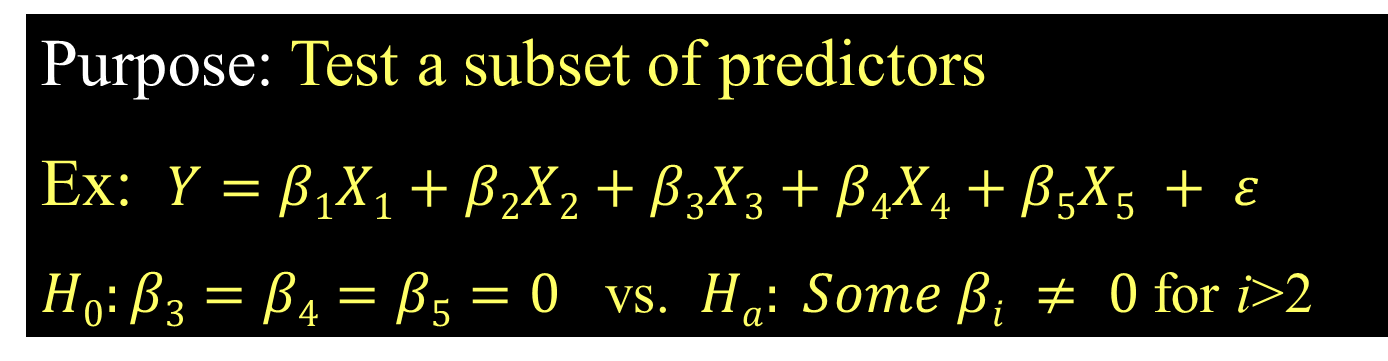 Purpose: Test a subset of predictors
Ex: Y = β₁X₁ + β₂X₂ + β₃X₃ + β₄X₄ + β₅X₅ + ε
H₀: β₃ = β₄ = β₅ = 0 vs. Hₐ: Some βᵢ ≠ 0 for i>2